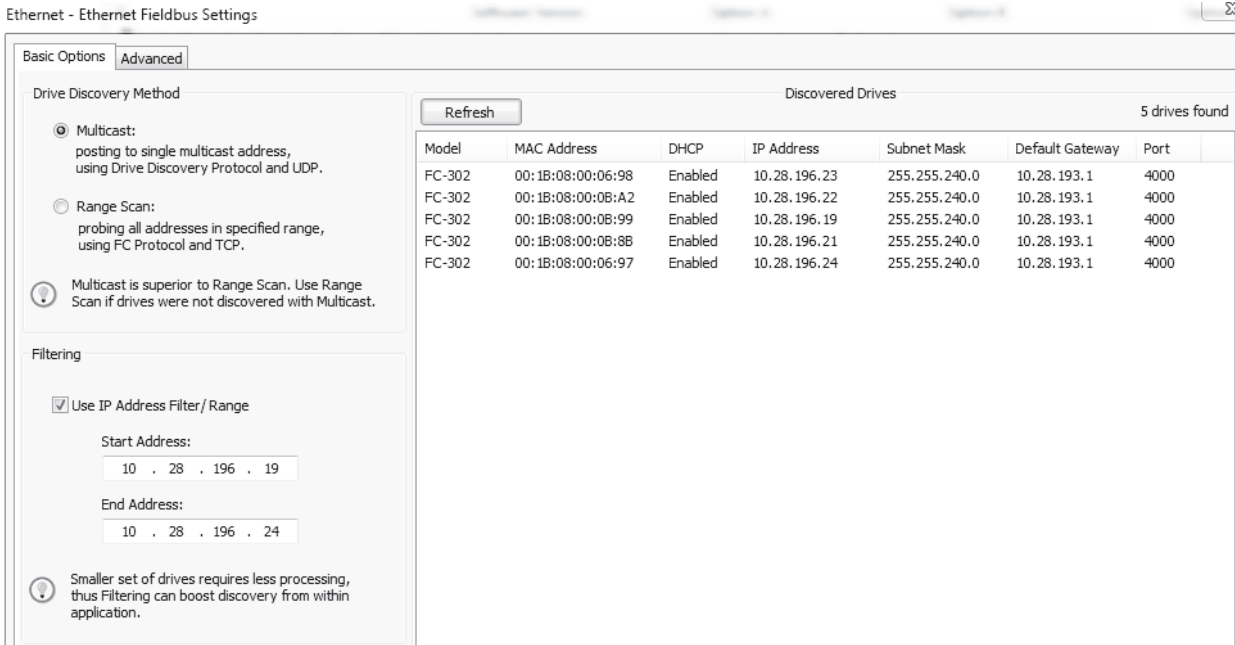 Ethernet - Ethernet Fieldbus Settings
Basic Options
Advanced
Drive Discovery Method
Multicast:
posting to single multicast address,
using Drive Discovery Protocol and UDP.
Range Scan:
probing all addresses in specified range,
using FC Protocol and TCP.
Multicast is superior to Range Scan. Use Range
Scan if drives were not discovered with Multicast.
Filtering
Use IP Address Filter/Range
Start Address:
10 . 28 . 196 . 19
End Address:
10 . 28 . 196 . 24
Smaller set of drives requires less processing,
thus Filtering can boost discovery from within
application.
Discovered Drives
Refresh
5 drives found
Model MAC Address DHCP IP Address Subnet Mask Default Gateway Port
FC-302 00:1B:08:00:06:98 Enabled 10.28.196.23 255.255.240.0 10.28.193.1 4000
FC-302 00:1B:08:00:0B:A2 Enabled 10.28.196.22 255.255.240.0 10.28.193.1 4000
FC-302 00:1B:08:00:0B:99 Enabled 10.28.196.19 255.255.240.0 10.28.193.1 4000
FC-302 00:1B:08:00:0B:8B Enabled 10.28.196.21 255.255.240.0 10.28.193.1 4000
FC-302 00:1B:08:00:06:97 Enabled 10.28.196.24 255.255.240.0 10.28.193.1 4000